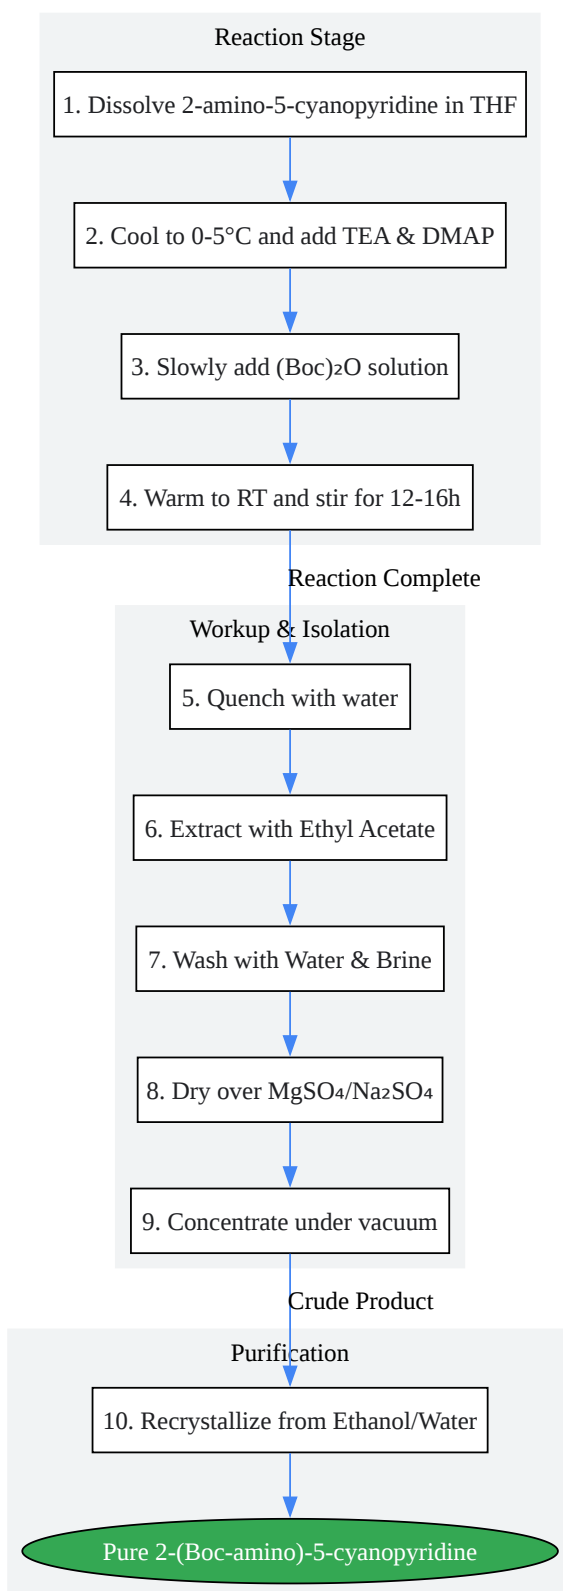 Reaction Stage
1. Dissolve 2-amino-5-cyanopyridine in THF
2. Cool to 0-5°C and add TEA & DMAP
3. Slowly add (Boc)₂O solution
4. Warm to RT and stir for 12-16h
Reaction Complete
Workup & Isolation
5. Quench with water
6. Extract with Ethyl Acetate
7. Wash with Water & Brine
8. Dry over MgSO₄/Na₂SO₄
9. Concentrate under vacuum
Crude Product
Purification
10. Recrystallize from Ethanol/Water
Pure 2-(Boc-amino)-5-cyanopyridine